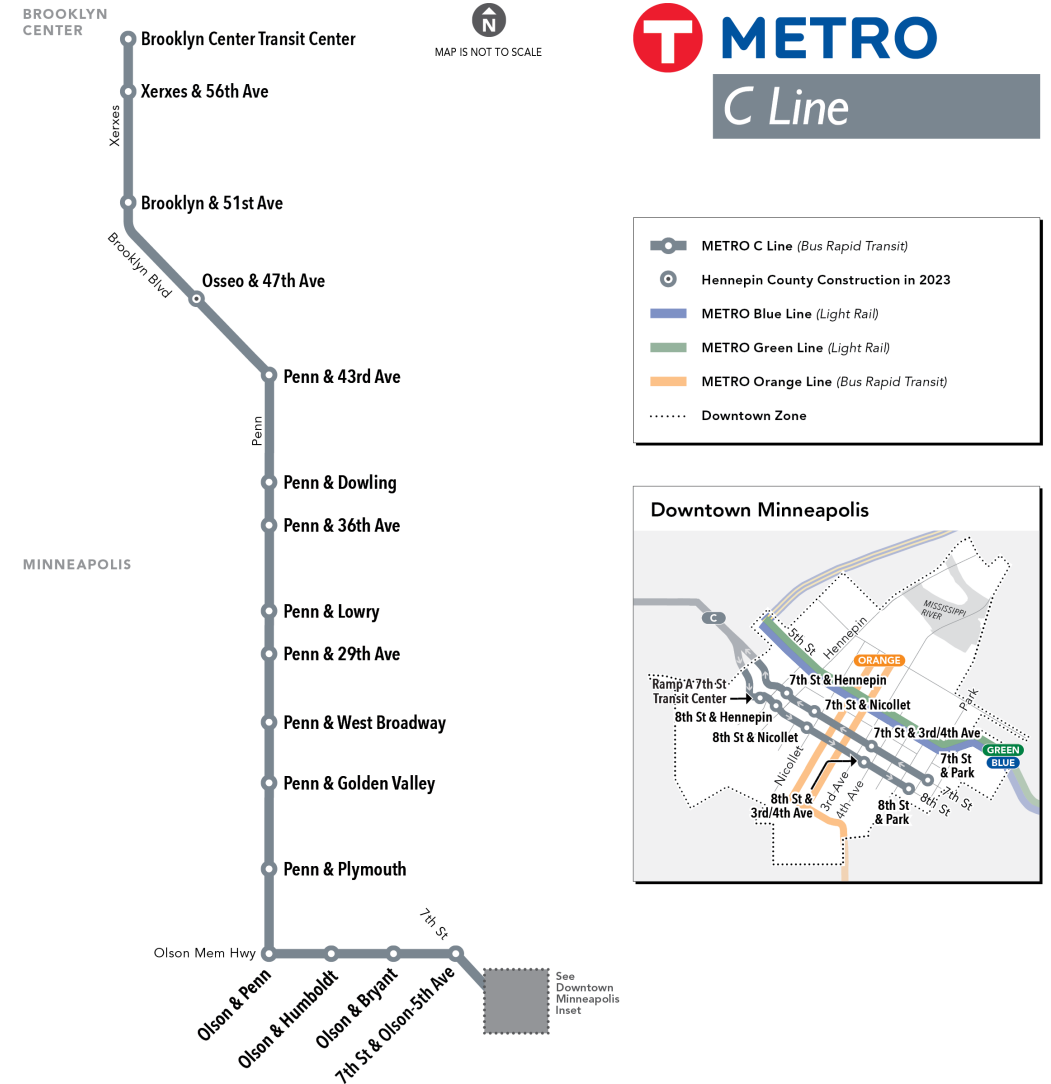 BROOKLYN
CENTER
N
MAP IS NOT TO SCALE
T METRO
C Line
Brooklyn Center Transit Center
Xerxes & 56th Ave
Xerxes
Brooklyn & 51st Ave
Brooklyn Blvd
Osseo & 47th Ave
Penn & 43rd Ave
Penn
Penn & Dowling
Penn & 36th Ave
MINNEAPOLIS
Penn & Lowry
Penn & 29th Ave
Penn & West Broadway
Penn & Golden Valley
Penn & Plymouth
7th St
Olson Mem Hwy
Olson & Penn
Olson & Humboldt
Olson & Bryant
7th St & Olson-5th Ave
See
Downtown
Minneapolis
Inset
METRO C Line (Bus Rapid Transit)
Hennepin County Construction in 2023
METRO Blue Line (Light Rail)
METRO Green Line (Light Rail)
METRO Orange Line (Bus Rapid Transit)
Downtown Zone
Downtown Minneapolis
MISSISSIPPI
RIVER
C
5th St
Hennepin
ORANGE
7th St & Hennepin
Ramp A 7th St
Transit Center
7th St & Nicollet
Park
8th St & Hennepin
8th St & Nicollet
7th St & 3rd/4th Ave
GREEN
BLUE
7th St
& Park
Nicollet
3rd Ave
4th Ave
8th St &
3rd/4th Ave
8th St
& Park
8th St
7th St